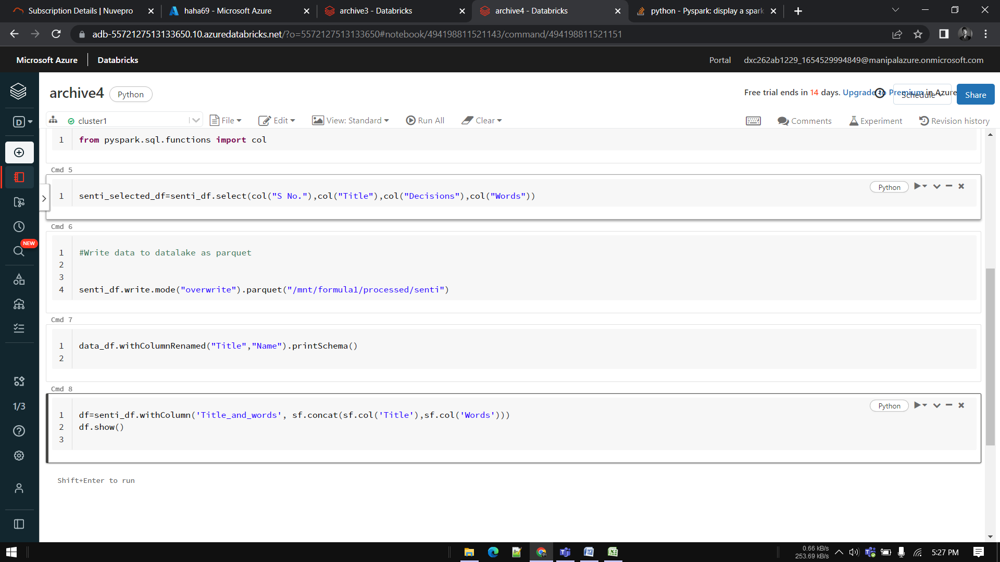 Subscription Details | Nuvepro
haha69 - Microsoft Azure
archive3 - Databricks
archive4 - Databricks
python - Pyspark: display a spark
adb-5572127513133650.10.azuredatabricks.net/?o=5572127513133650#notebook/494198811521143/command/494198811521151
Microsoft Azure
Databricks
Portal
dxc262ab1229_1654529994849@manipalazure.onmicrosoft.com
archive4
Python
Free trial ends in 14 days. Upgrade to Premium in Azure
Schedule
Share
D
cluster1
File
Edit
View: Standard
Run All
Clear
Comments
Experiment
Revision history
1 from pyspark.sql.functions import col
Cmd 5
Python
1 senti_selected_df=senti_df.select(col("S No."),col("Title"),col("Decisions"),col("Words"))
Cmd 6
NEW
1 #Write data to datalake as parquet
2
3
4 senti_df.write.mode("overwrite").parquet("/mnt/formula1/processed/senti")
Cmd 7
1 data_df.withColumnRenamed("Title","Name").printSchema()
2
Cmd 8
Python
1/3
1 df=senti_df.withColumn('Title_and_words', sf.concat(sf.col('Title'),sf.col('Words')))
2 df.show()
3
Shift+Enter to run
0.66 kB/s
253.69 kB/s
5:27 PM